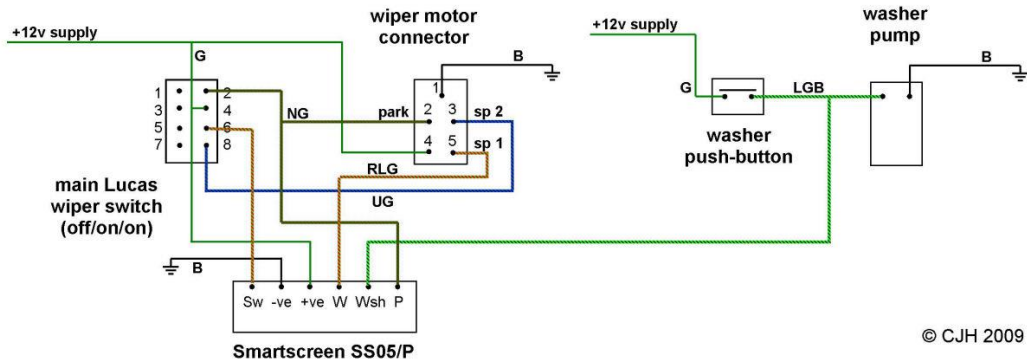 +12v supply
G
wiper motor
connector
B
1
2
3
4
5
6
7
8
NG
park
1
2
3
sp 2
4
5
sp 1
RLG
UG
main Lucas
wiper switch
(off/on/on)
B
Sw -ve +ve W Wsh P
Smartscreen SS05/P
+12v supply
G
LGB
washer
push-button
washer
pump
B
© CJH 2009